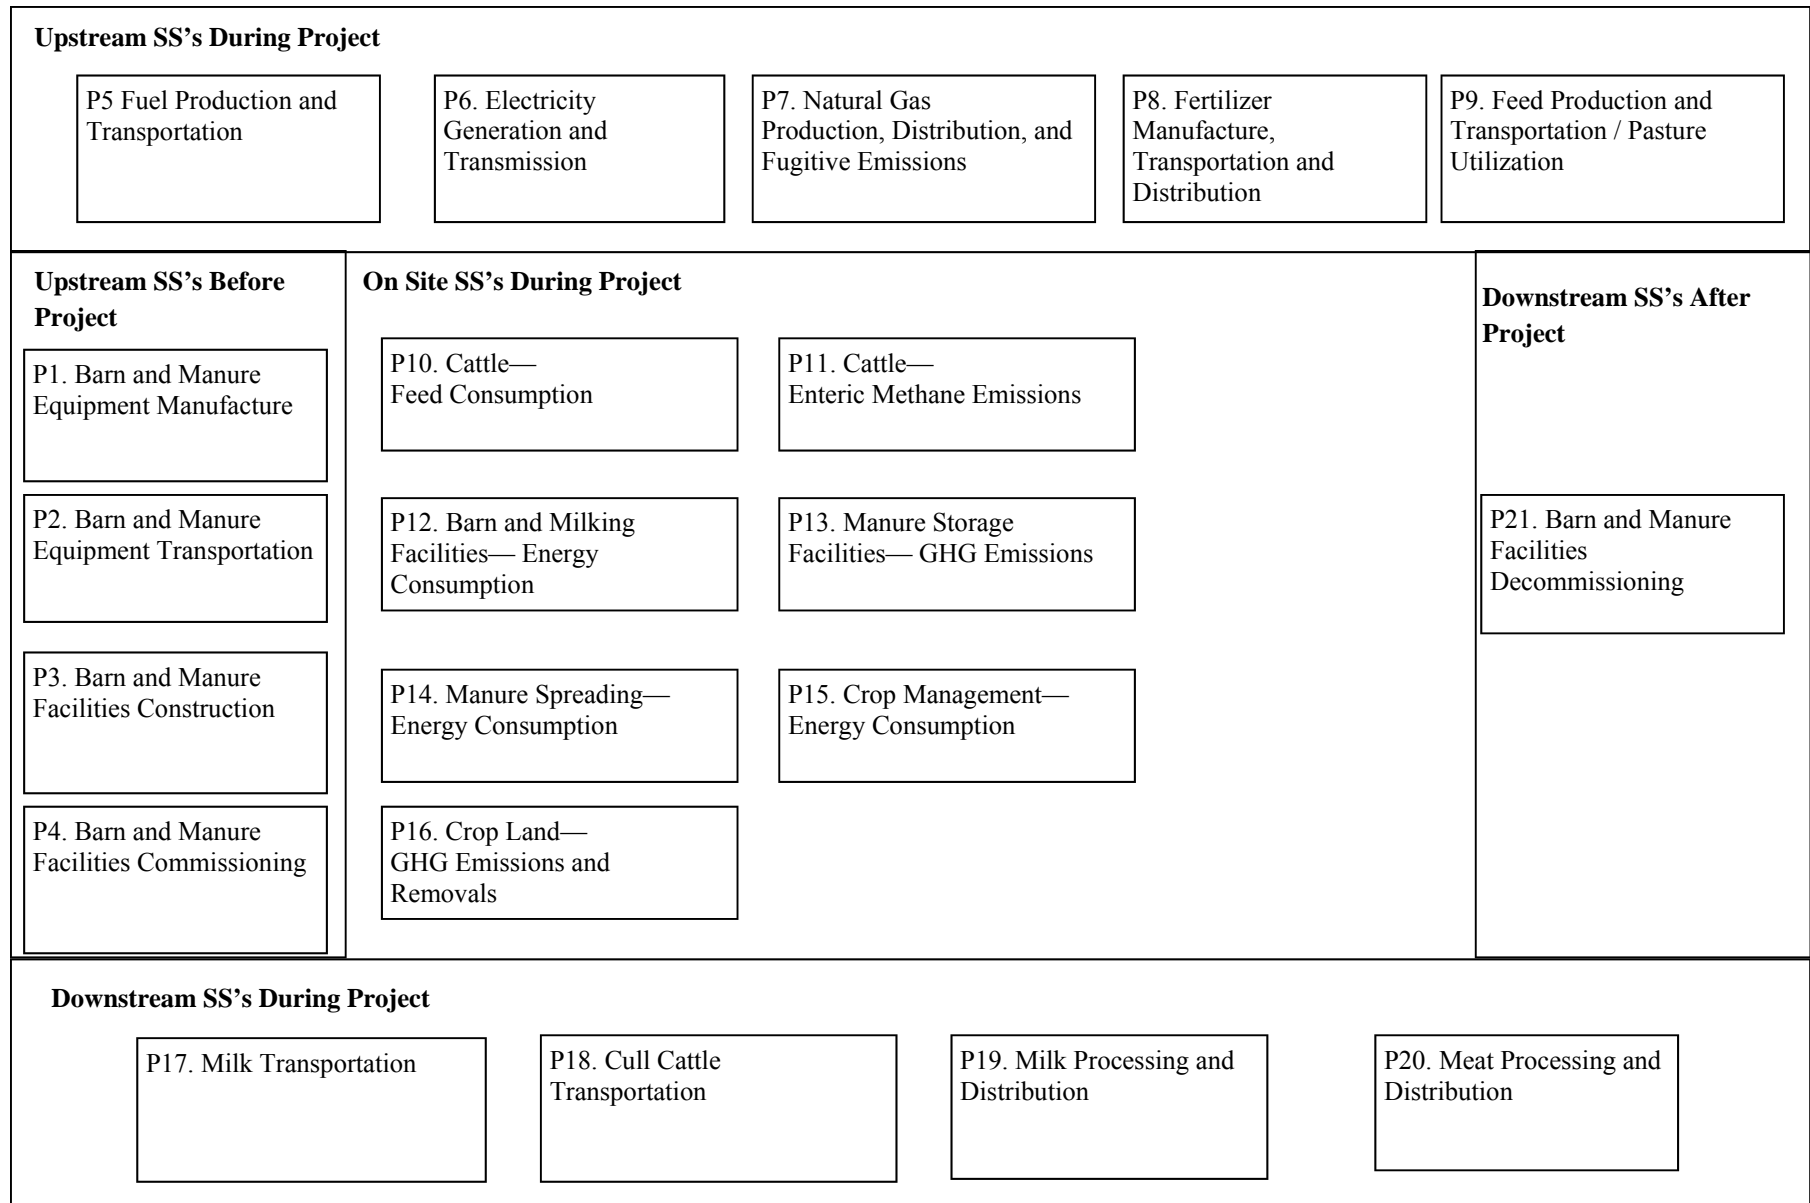 Upstream SS’s During Project
P5 Fuel Production and
Transportation
P6. Electricity
Generation and
Transmission
P7. Natural Gas
Production, Distribution, and
Fugitive Emissions
P8. Fertilizer
Manufacture,
Transportation and
Distribution
P9. Feed Production and
Transportation / Pasture
Utilization
Upstream SS’s Before
Project
P1. Barn and Manure
Equipment Manufacture
P2. Barn and Manure
Equipment Transportation
P3. Barn and Manure
Facilities Construction
P4. Barn and Manure
Facilities Commissioning
On Site SS’s During Project
P10. Cattle—
Feed Consumption
P11. Cattle—
Enteric Methane Emissions
P12. Barn and Milking
Facilities— Energy
Consumption
P13. Manure Storage
Facilities— GHG Emissions
P14. Manure Spreading—
Energy Consumption
P15. Crop Management—
Energy Consumption
P16. Crop Land—
GHG Emissions and
Removals
Downstream SS’s After
Project
P21. Barn and Manure
Facilities
Decommissioning
Downstream SS’s During Project
P17. Milk Transportation
P18. Cull Cattle
Transportation
P19. Milk Processing and
Distribution
P20. Meat Processing and
Distribution